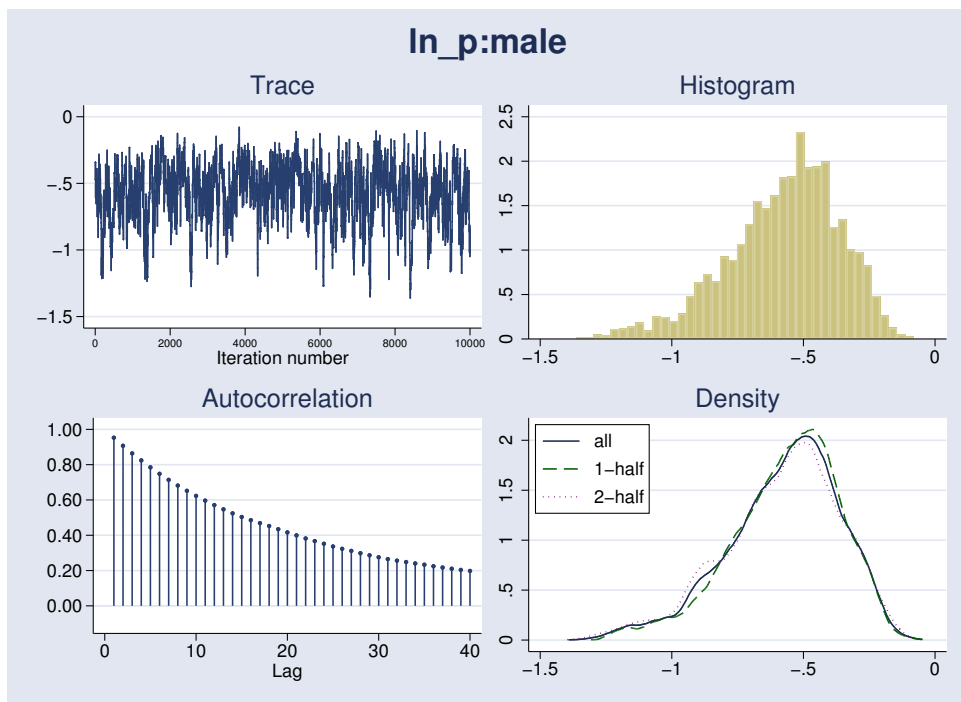 ln_p:male
Trace
0
−.5
−1
−1.5
0 2000 4000 6000 8000 10000
Iteration number
Histogram
2.5
2
1.5
1
.5
0
−1.5 −1 −.5 0
Autocorrelation
1.00
0.80
0.60
0.40
0.20
0.00
0 10 20 30 40
Lag
Density
all
1−half
2−half
2
1.5
1
.5
0
−1.5 −1 −.5 0